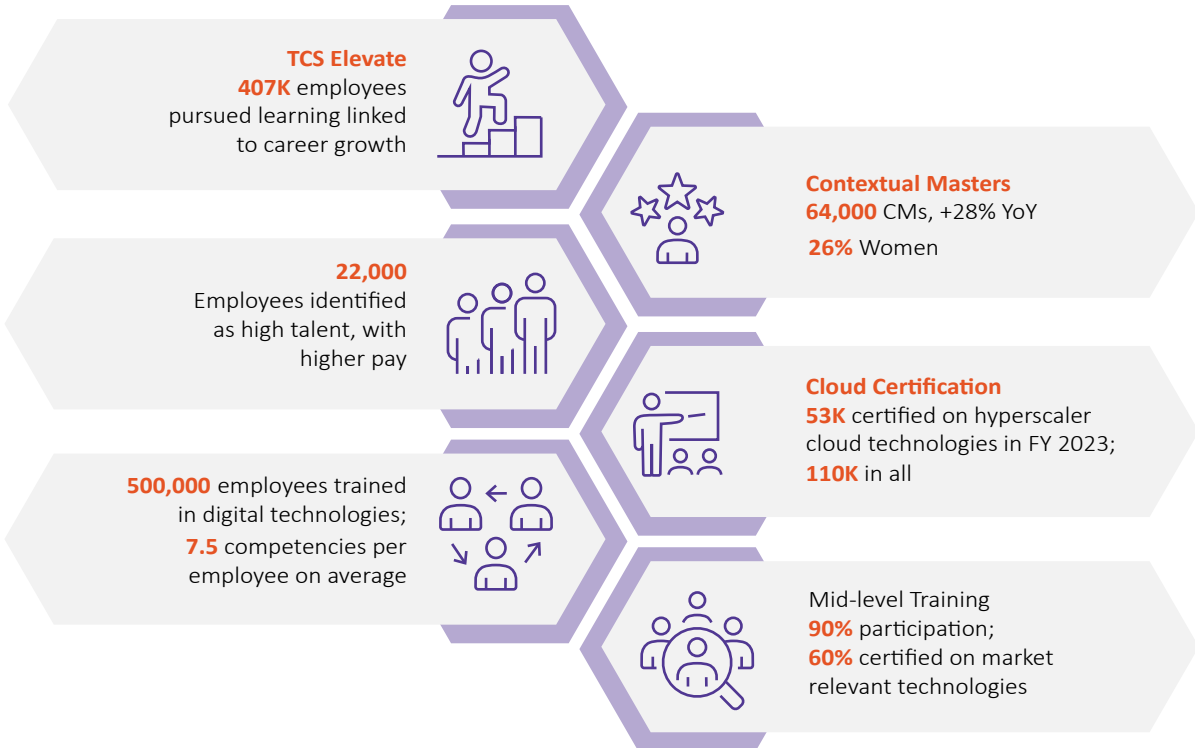 TCS Elevate
407K employees
pursued learning linked
to career growth
Contextual Masters
64,000 CMs, +28% YoY
26% Women
22,000
Employees identified
as high talent, with
higher pay
Cloud Certification
53K certified on hyperscaler
cloud technologies in FY 2023;
110K in all
500,000 employees trained
in digital technologies;
7.5 competencies per
employee on average
Mid-level Training
90% participation;
60% certified on market
relevant technologies